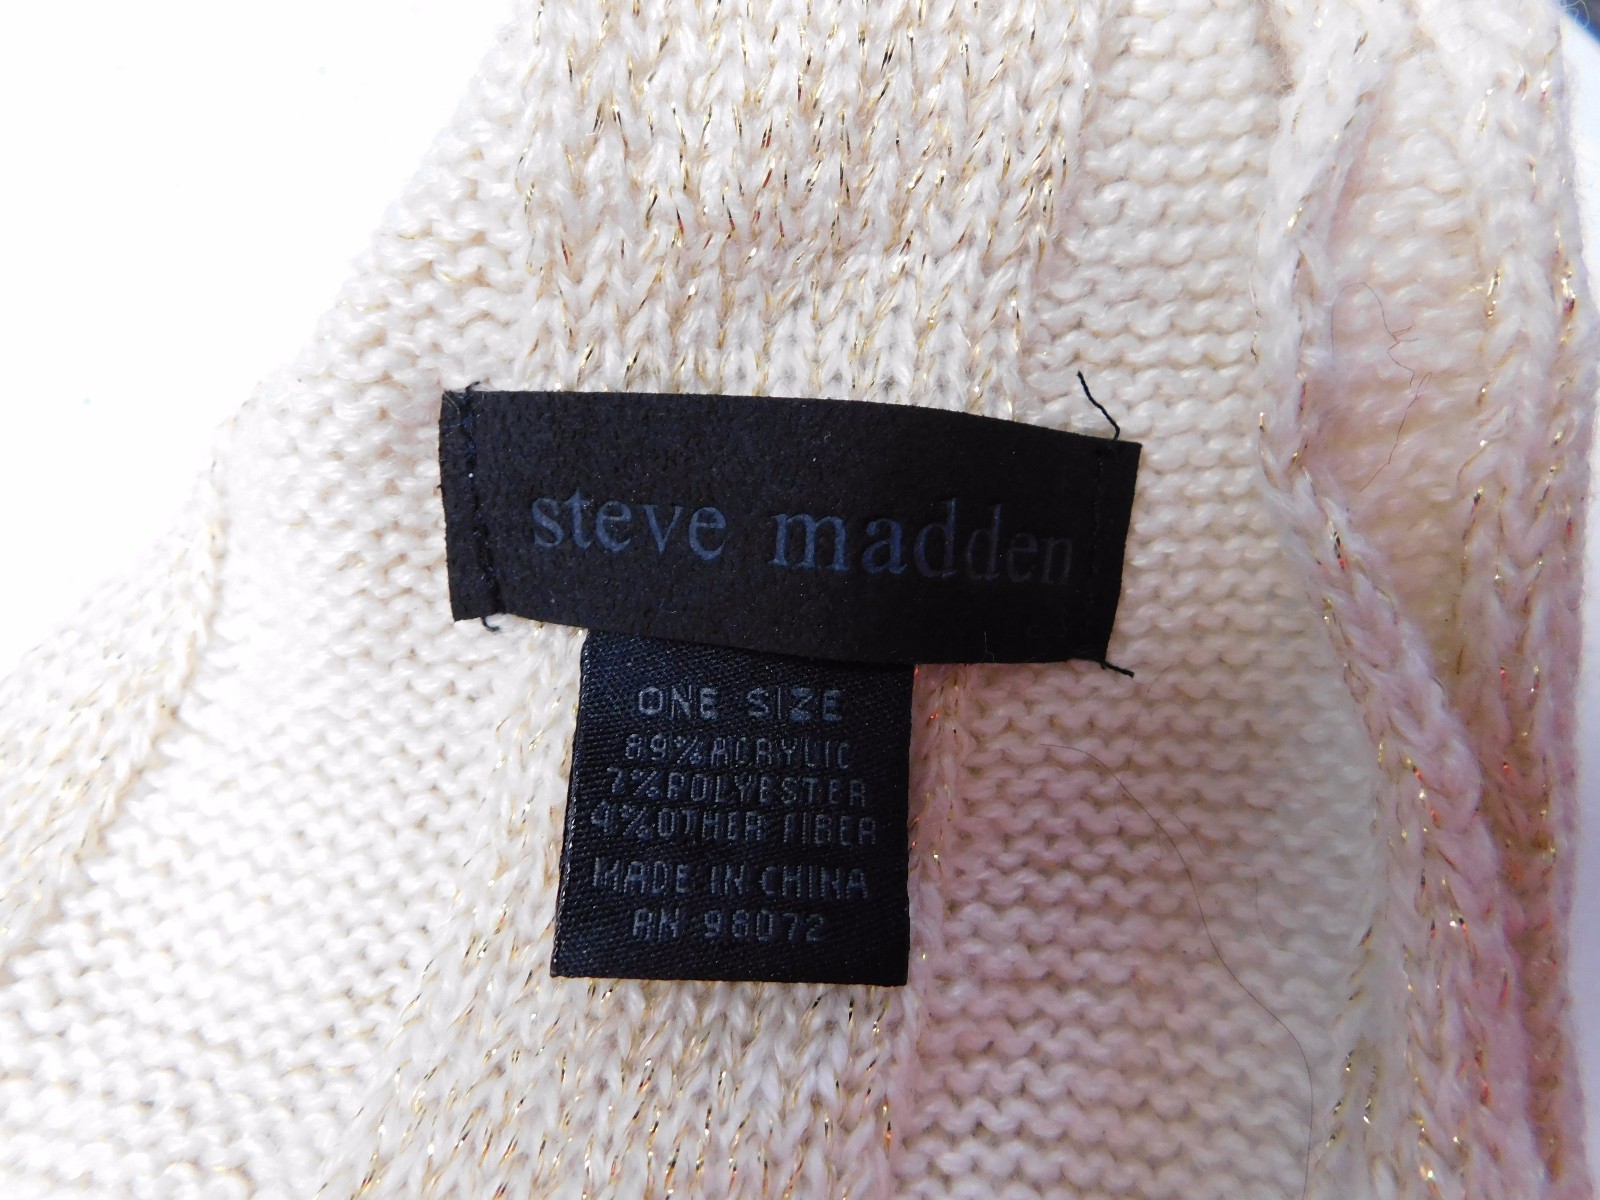 steve madden
ONE SIZE
89%ACRYLIC
7%POLYESTER
4%OTHER FIBER
MADE IN CHINA
RN 98072